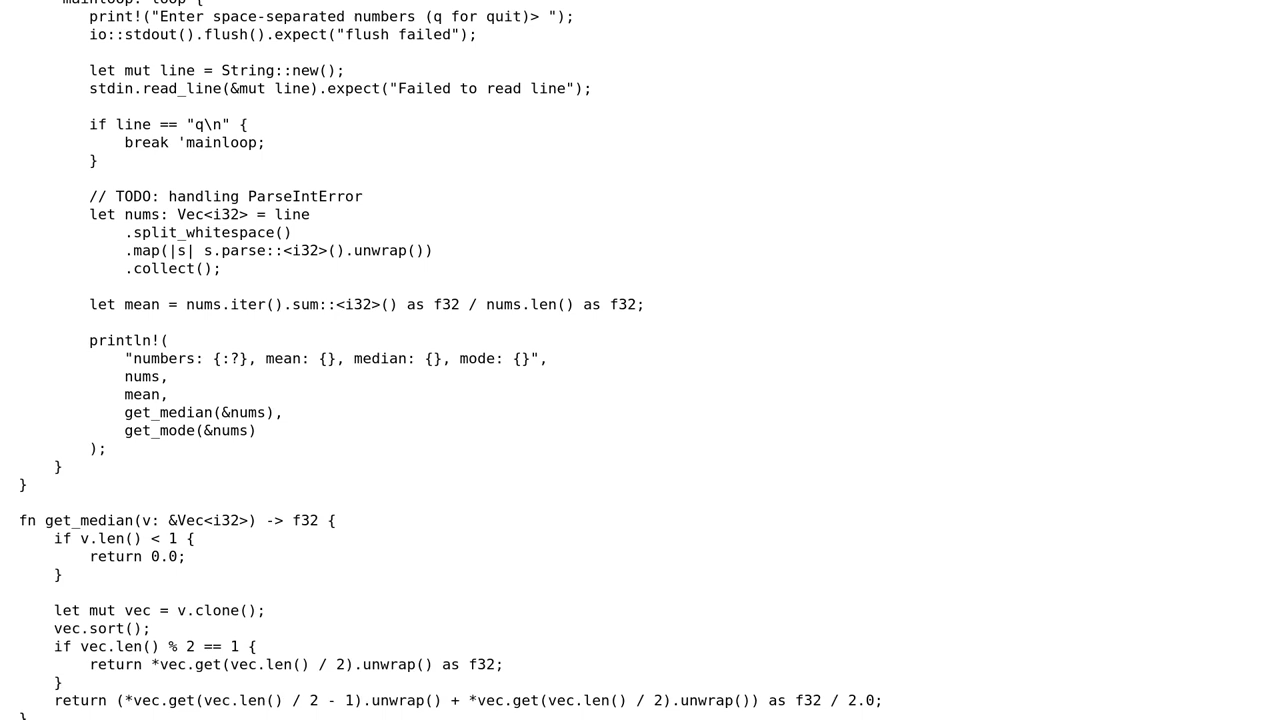 'mainloop: loop {
        print!("Enter space-separated numbers (q for quit)> ");
        io::stdout().flush().expect("flush failed");

        let mut line = String::new();
        stdin.read_line(&mut line).expect("Failed to read line");

        if line == "q\n" {
            break 'mainloop;
        }

        // TODO: handling ParseIntError
        let nums: Vec<i32> = line
            .split_whitespace()
            .map(|s| s.parse::<i32>().unwrap())
            .collect();

        let mean = nums.iter().sum::<i32>() as f32 / nums.len() as f32;

        println!(
            "numbers: {:?}, mean: {}, median: {}, mode: {}",
            nums,
            mean,
            get_median(&nums),
            get_mode(&nums)
        );
    }
}

fn get_median(v: &Vec<i32>) -> f32 {
    if v.len() < 1 {
        return 0.0;
    }

    let mut vec = v.clone();
    vec.sort();
    if vec.len() % 2 == 1 {
        return *vec.get(vec.len() / 2).unwrap() as f32;
    }
    return (*vec.get(vec.len() / 2 - 1).unwrap() + *vec.get(vec.len() / 2).unwrap()) as f32 / 2.0;
}